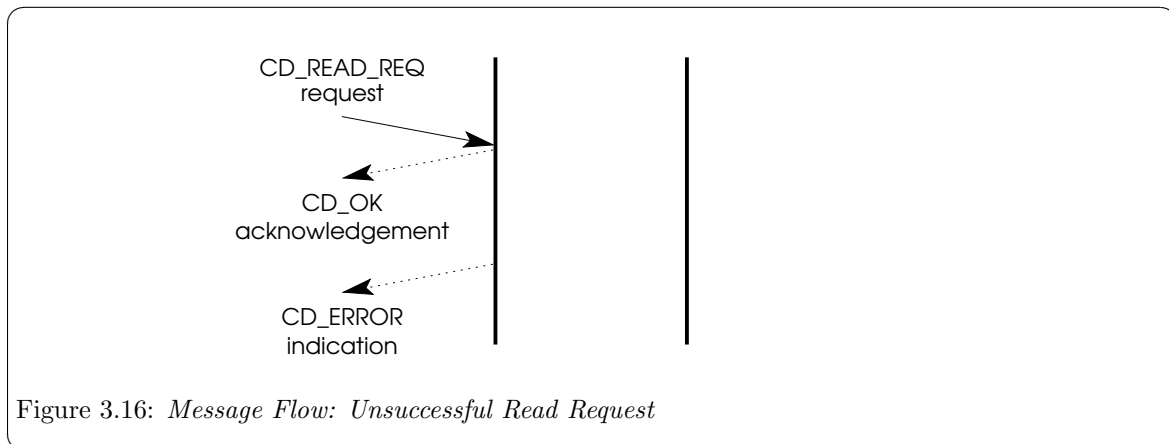 CD_READ_REQ
request
CD_OK
acknowledgement
CD_ERROR
indication
Figure 3.16: Message Flow: Unsuccessful Read Request